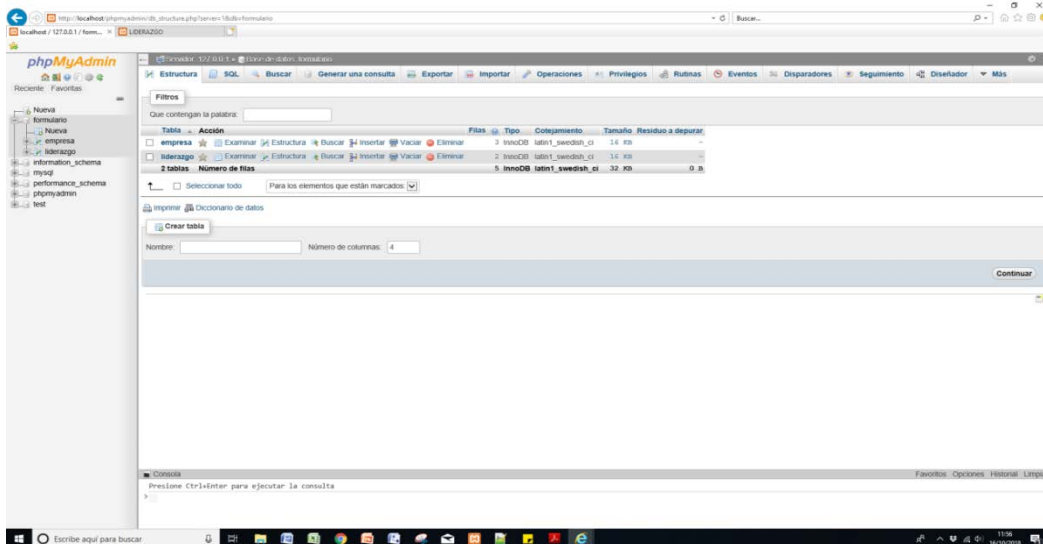 http://localhost/phpmyadmin/db_structure.php?server=1&db=formulario
Buscar...
localhost / 127.0.0.1 / form...
LIDERAZGO
phpMyAdmin
Reciente Favoritas
Nueva
formulario
Nueva
empresa
liderazgo
information_schema
mysql
performance_schema
phpmyadmin
test
Servidor: 127.0.0.1 » Base de datos: formulario
Estructura SQL Buscar Generar una consulta Exportar Importar Operaciones Privilegios Rutinas Eventos Disparadores Seguimiento Diseñador Más
Filtros
Que contengan la palabra:
Tabla Acción Filas Tipo Cotejamiento Tamaño Residuo a depurar
empresa Examinar Estructura Buscar Insertar Vaciar Eliminar 3 InnoDB latin1_swedish_ci 16 KB -
liderazgo Examinar Estructura Buscar Insertar Vaciar Eliminar 2 InnoDB latin1_swedish_ci 16 KB -
2 tablas Número de filas 5 InnoDB latin1_swedish_ci 32 KB 0 B
Seleccionar todo Para los elementos que están marcados:
Imprimir Diccionario de datos
Crear tabla
Nombre: Número de columnas: 4
Continuar
Consola Favoritos Opciones Historial Limpi
Presione Ctrl+Enter para ejecutar la consulta
>
Escribe aquí para buscar
11:56
16/10/2018